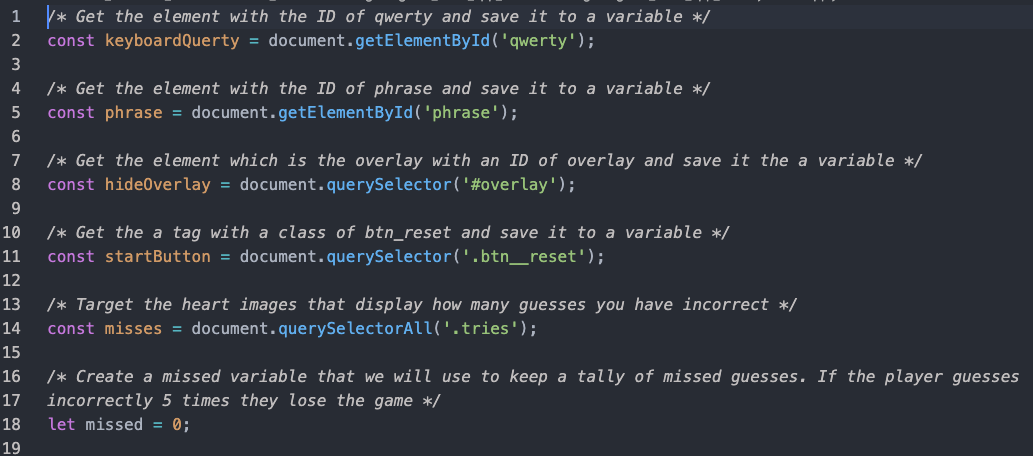 1 /* Get the element with the ID of qwerty and save it to a variable */
2 const keyboardQuerty = document.getElementById('qwerty');
3
4 /* Get the element with the ID of phrase and save it to a variable */
5 const phrase = document.getElementById('phrase');
6
7 /* Get the element which is the overlay with an ID of overlay and save it the a variable */
8 const hideOverlay = document.querySelector('#overlay');
9
10 /* Get the a tag with a class of btn_reset and save it to a variable */
11 const startButton = document.querySelector('.btn__reset');
12
13 /* Target the heart images that display how many guesses you have incorrect */
14 const misses = document.querySelectorAll('.tries');
15
16 /* Create a missed variable that we will use to keep a tally of missed guesses. If the player guesses
17 incorrectly 5 times they lose the game */
18 let missed = 0;
19